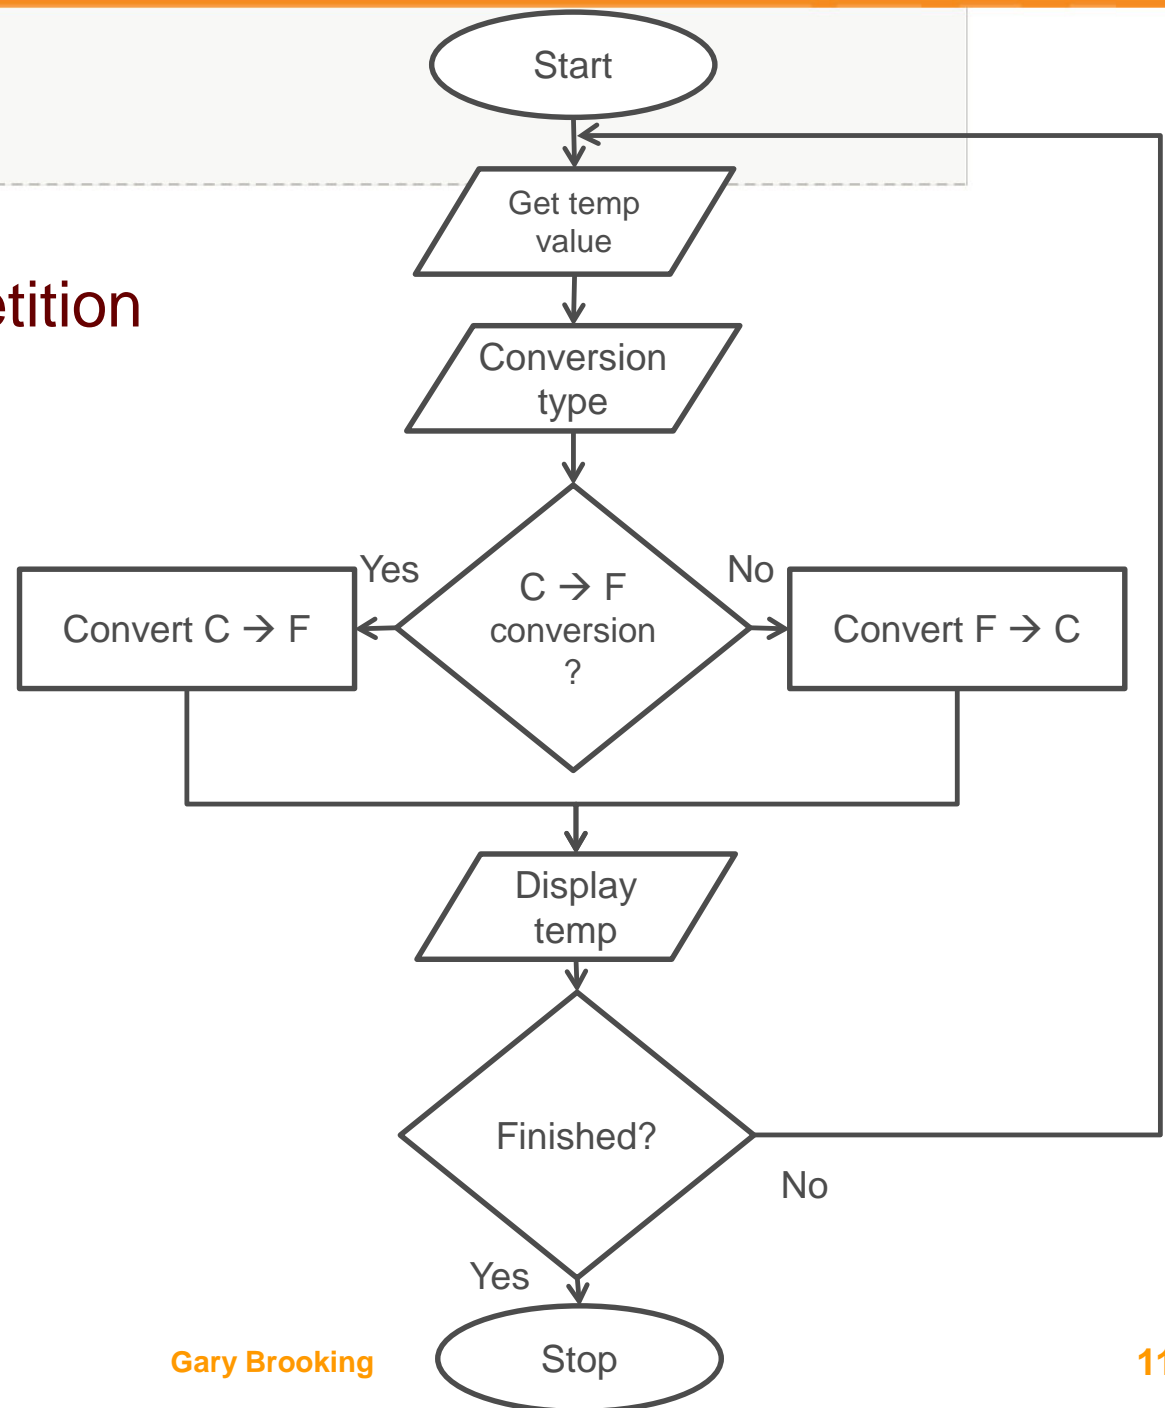 Start
Get temp
value
etition
Conversion
type
Yes
No
C → F
conversion
?
Convert C → F
Convert F → C
Display
temp
Finished?
No
Yes
Stop
Gary Brooking
11